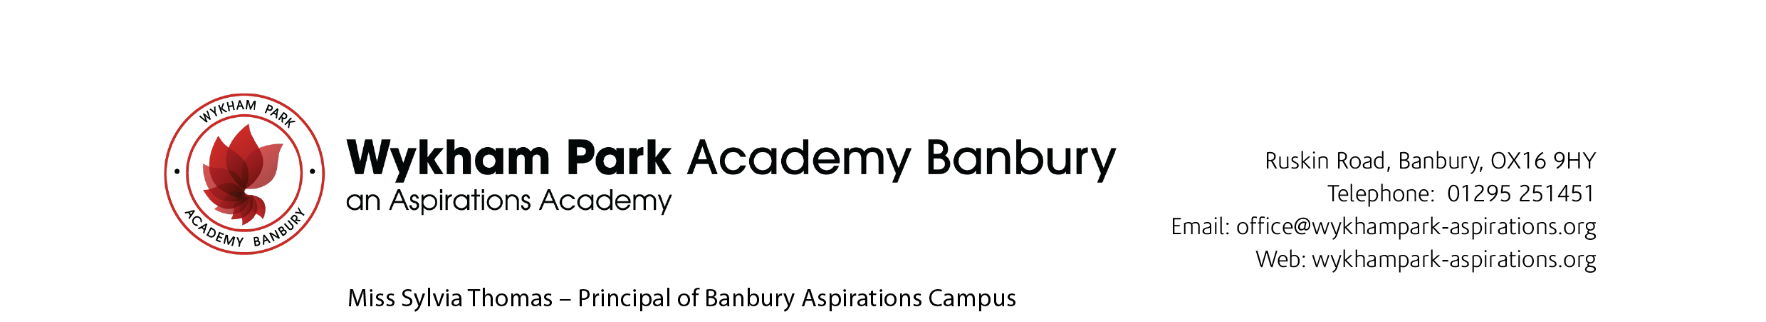 WYKHAM PARK
ACADEMY BANBURY
Wykham Park Academy Banbury
an Aspirations Academy
Ruskin Road, Banbury, OX16 9HY
Telephone: 01295 251451
Email: office@wykhampark-aspirations.org
Web: wykhampark-aspirations.org
Miss Sylvia Thomas – Principal of Banbury Aspirations Campus